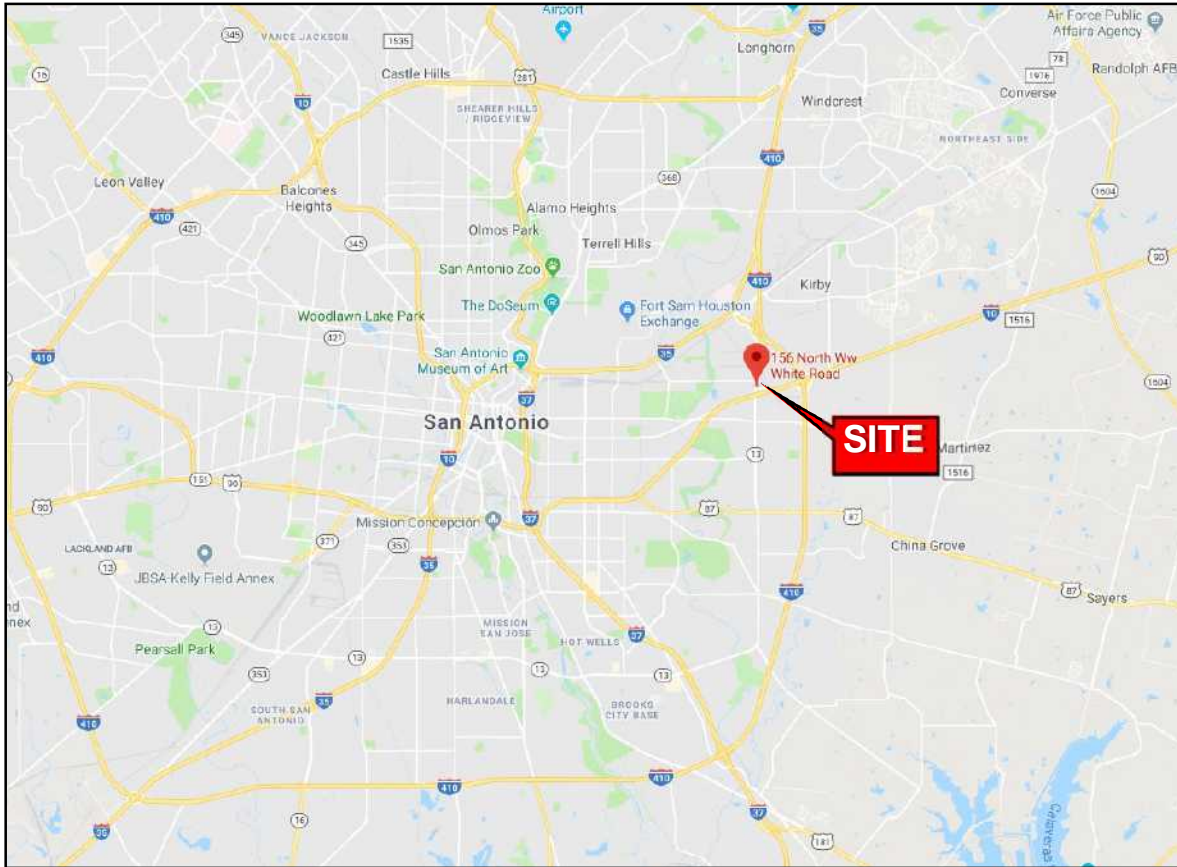 Airport
Air Force Public
Affairs Agency
345
VANCE JACKSON
1535
35
Longhorn
78
Randolph AFB
16
Castle Hills
281
1976
Converse
10
Windcrest
SHEARER HILLS
/ RIDGEVIEW
NORTHEAST SIDE
410
368
Leon Valley
Balcones
Heights
1604
410
421
Alamo Heights
Olmos Park
345
Terrell Hills
90
San Antonio Zoo
410
Kirby
The DoSeum
Fort Sam Houston
Exchange
10
1516
Woodlawn Lake Park
421
410
San Antonio
Museum of Art
35
156 North Ww
White Road
1604
37
San Antonio
SITE
Martinez
10
13
1516
151
90
90
87
87
Mission Concepción
37
371
353
China Grove
LACKLAND AFB
13
JBSA-Kelly Field Annex
35
410
87
Sayers
nd
nex
13
MISSION
SAN JOSE
HOT WELLS
37
Pearsall Park
13
353
13
13
35
HARLANDALE
BROOKS
CITY BASE
SOUTH SAN
ANTONIO
410
410
410
16
37
35
181
Calaveras